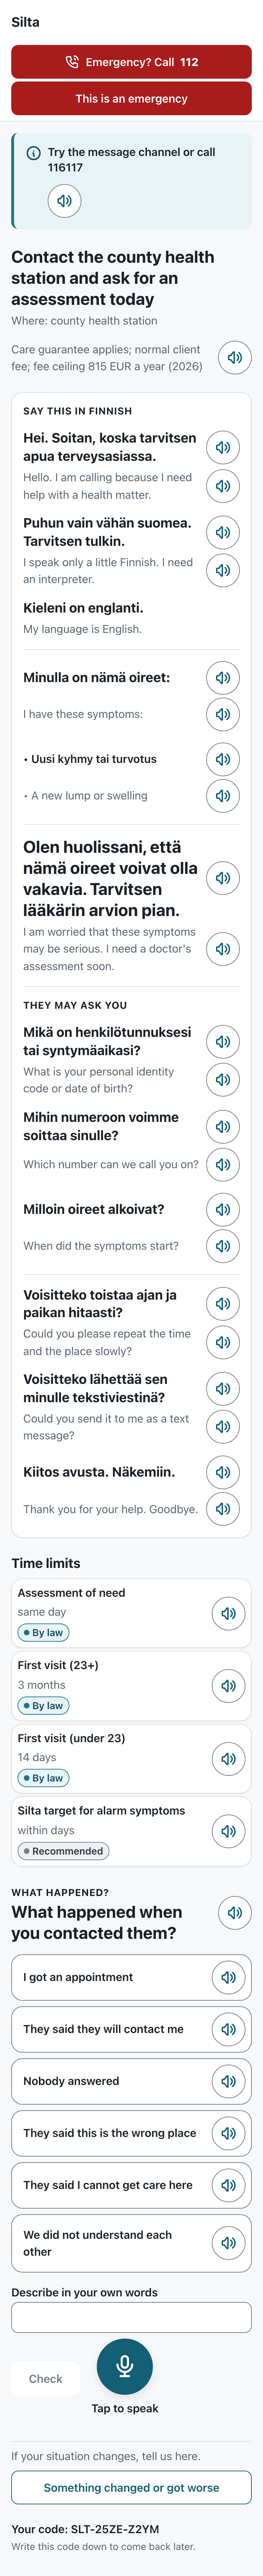 Silta
Emergency? Call 112
This is an emergency
Try the message channel or call
116117
Contact the county health
station and ask for an
assessment today
Where: county health station
Care guarantee applies; normal client
fee; fee ceiling 815 EUR a year (2026)
SAY THIS IN FINNISH
Hei. Soitan, koska tarvitsen
apua terveysasiassa.
Hello. I am calling because I need
help with a health matter.
Puhun vain vähän suomea.
Tarvitsen tulkin.
I speak only a little Finnish. I need
an interpreter.
Kieleni on englanti.
My language is English.
Minulla on nämä oireet:
I have these symptoms:
• Uusi kyhmy tai turvotus
• A new lump or swelling
Olen huolissani, että
nämä oireet voivat olla
vakavia. Tarvitsen
lääkärin arvion pian.
I am worried that these symptoms
may be serious. I need a doctor's
assessment soon.
THEY MAY ASK YOU
Mikä on henkilötunnuksesi
tai syntymäaikasi?
What is your personal identity
code or date of birth?
Mihin numeroon voimme
soittaa sinulle?
Which number can we call you on?
Milloin oireet alkoivat?
When did the symptoms start?
Voisitteko toistaa ajan ja
paikan hitaasti?
Could you please repeat the time
and the place slowly?
Voisitteko lähettää sen
minulle tekstiviestinä?
Could you send it to me as a text
message?
Kiitos avusta. Näkemiin.
Thank you for your help. Goodbye.
Time limits
Assessment of need
same day
By law
First visit (23+)
3 months
By law
First visit (under 23)
14 days
By law
Silta target for alarm symptoms
within days
Recommended
WHAT HAPPENED?
What happened when
you contacted them?
I got an appointment
They said they will contact me
Nobody answered
They said this is the wrong place
They said I cannot get care here
We did not understand each
other
Describe in your own words
Check
Tap to speak
If your situation changes, tell us here.
Something changed or got worse
Your code: SLT-25ZE-Z2YM
Write this code down to come back later.